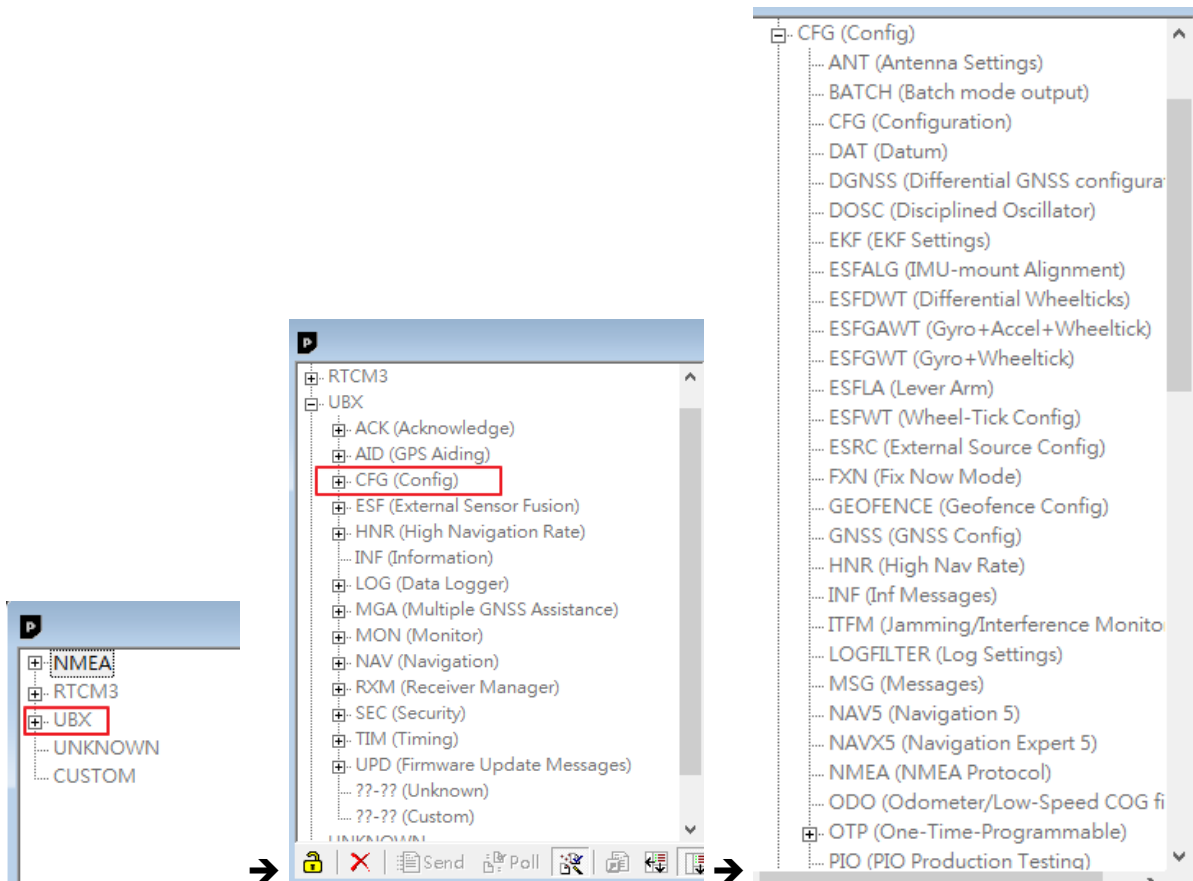 NMEA
RTCM3
UBX
UNKNOWN
CUSTOM
RTCM3
UBX
ACK (Acknowledge)
AID (GPS Aiding)
CFG (Config)
ESF (External Sensor Fusion)
HNR (High Navigation Rate)
INF (Information)
LOG (Data Logger)
MGA (Multiple GNSS Assistance)
MON (Monitor)
NAV (Navigation)
RXM (Receiver Manager)
SEC (Security)
TIM (Timing)
UPD (Firmware Update Messages)
??-?? (Unknown)
??-?? (Custom)
UNKNOWN
Send Poll
CFG (Config)
ANT (Antenna Settings)
BATCH (Batch mode output)
CFG (Configuration)
DAT (Datum)
DGNSS (Differential GNSS configura
DOSC (Disciplined Oscillator)
EKF (EKF Settings)
ESFALG (IMU-mount Alignment)
ESFDWT (Differential Wheelticks)
ESFGAWT (Gyro+Accel+Wheeltick)
ESFGWT (Gyro+Wheeltick)
ESFLA (Lever Arm)
ESFWT (Wheel-Tick Config)
ESRC (External Source Config)
FXN (Fix Now Mode)
GEOFENCE (Geofence Config)
GNSS (GNSS Config)
HNR (High Nav Rate)
INF (Inf Messages)
ITFM (Jamming/Interference Monito
LOGFILTER (Log Settings)
MSG (Messages)
NAV5 (Navigation 5)
NAVX5 (Navigation Expert 5)
NMEA (NMEA Protocol)
ODO (Odometer/Low-Speed COG fi
OTP (One-Time-Programmable)
PIO (PIO Production Testing)